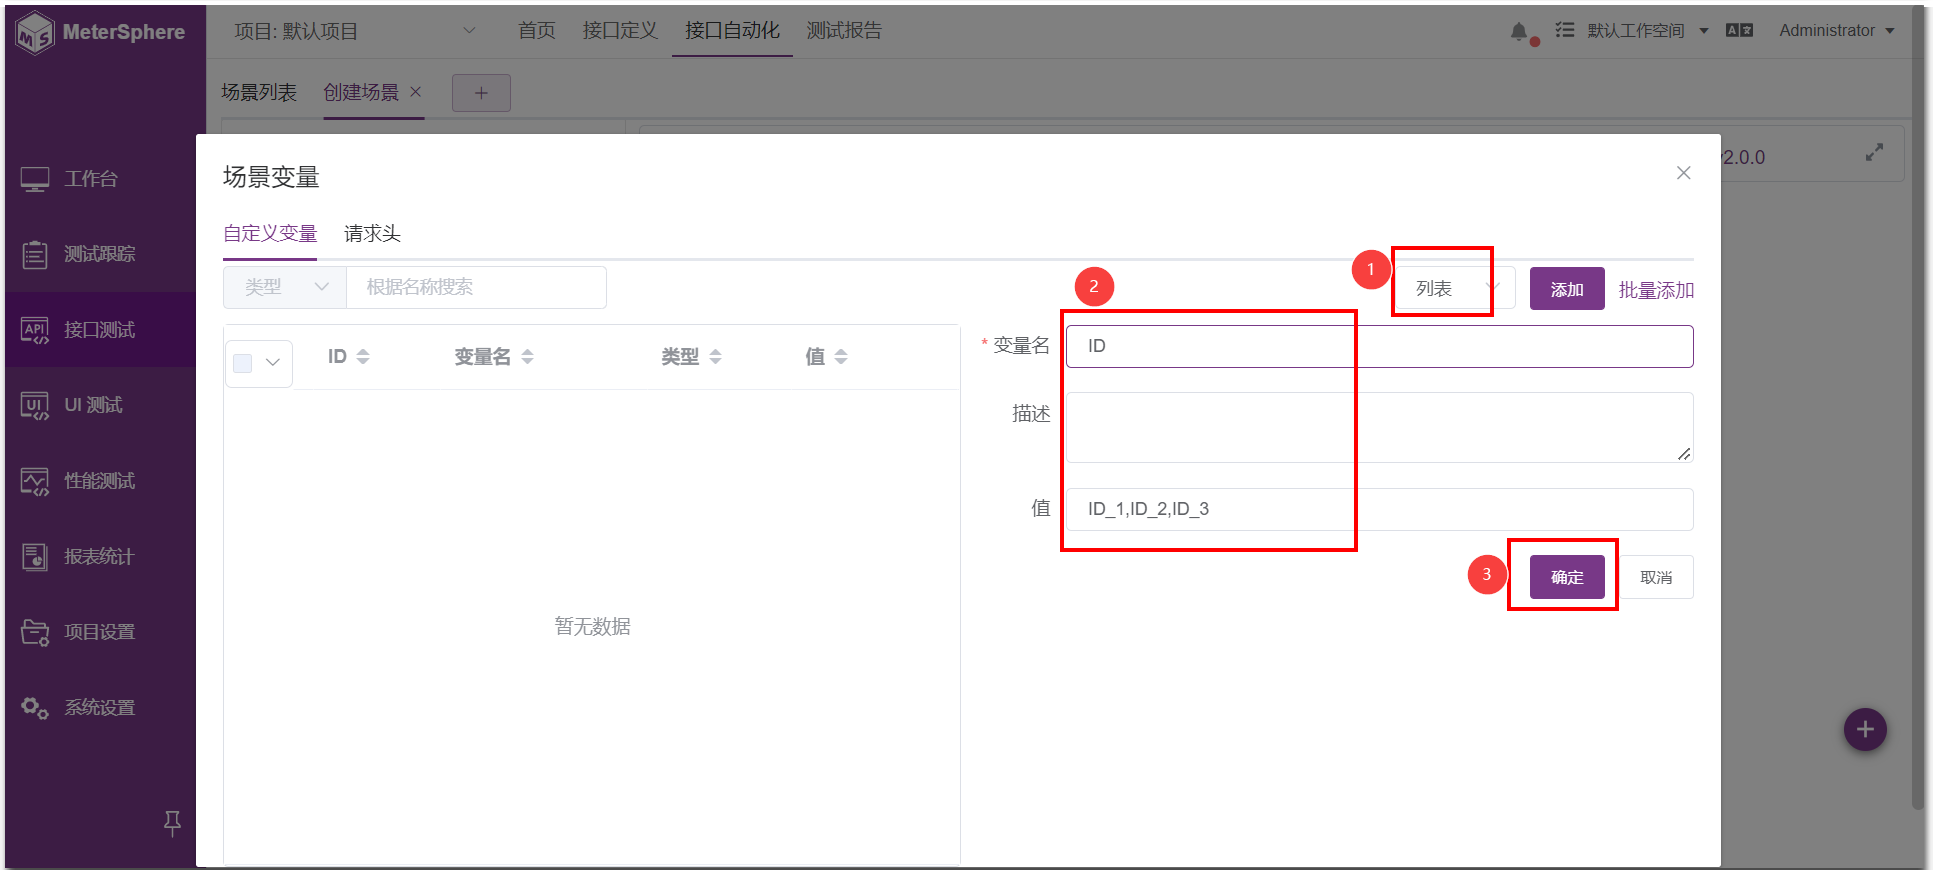 MeterSphere
项目: 默认项目
首页
接口定义
接口自动化
测试报告
默认工作空间
Administrator
场景列表
创建场景
2.0.0
工作台
测试跟踪
接口测试
UI 测试
性能测试
报表统计
项目设置
系统设置
场景变量
自定义变量
请求头
类型
根据名称搜索
1
列表
添加
批量添加
ID
变量名
类型
值
暂无数据
2
* 变量名
ID
描述
值
ID_1,ID_2,ID_3
3
确定
取消